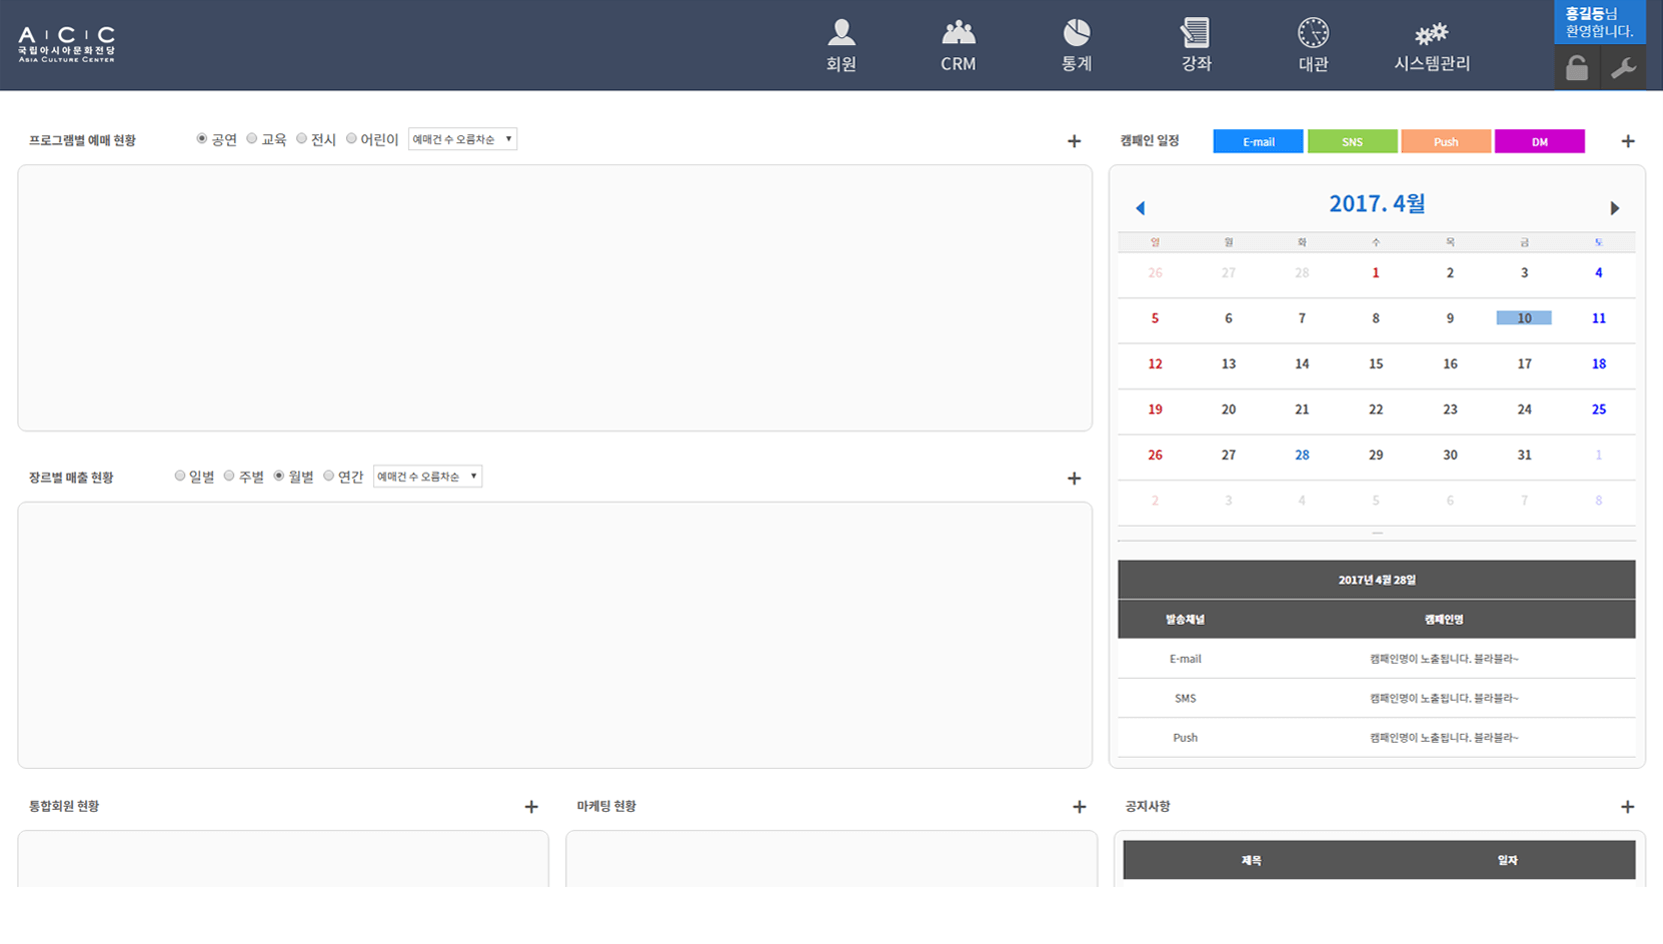 A | C | C
국립아시아문화전당
ASIA CULTURE CENTER
회원
CRM
통계
강좌
대관
시스템관리
홍길동님
환영합니다.
프로그램별 예매 현황
공연 교육 전시 어린이 예매건 수 오름차순
캠페인 일정
E-mail SNS Push DM
2017. 4월
일 월 화 수 목 금 토
26 27 28 1 2 3 4
5 6 7 8 9 10 11
12 13 14 15 16 17 18
19 20 21 22 23 24 25
26 27 28 29 30 31 1
2 3 4 5 6 7 8
장르별 매출 현황
일별 주별 월별 연간 예매건 수 오름차순
2017년 4월 28일
발송채널 캠페인명
E-mail 캠페인명이 노출됩니다. 블라블라~
SMS 캠페인명이 노출됩니다. 블라블라~
Push 캠페인명이 노출됩니다. 블라블라~
통합회원 현황
마케팅 현황
공지사항
제목 일자